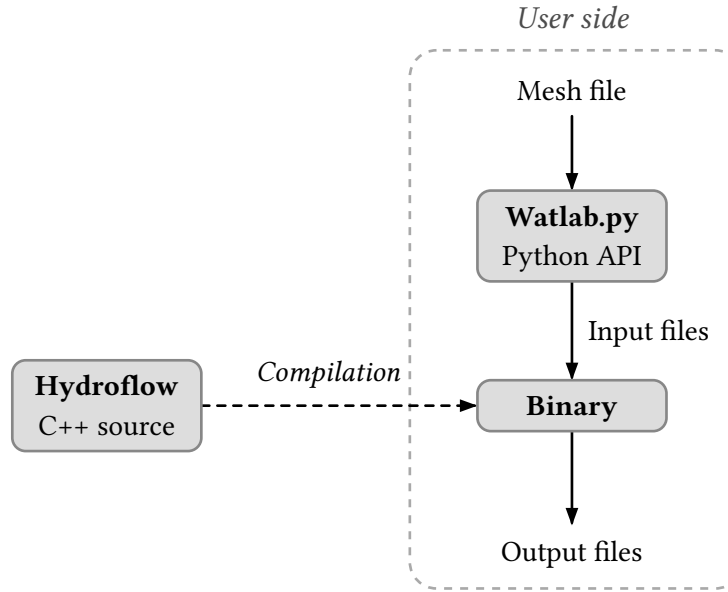 User side
Mesh file
Watlab.py
Python API
Input files
Compilation
Hydroflow
C++ source
Binary
Output files